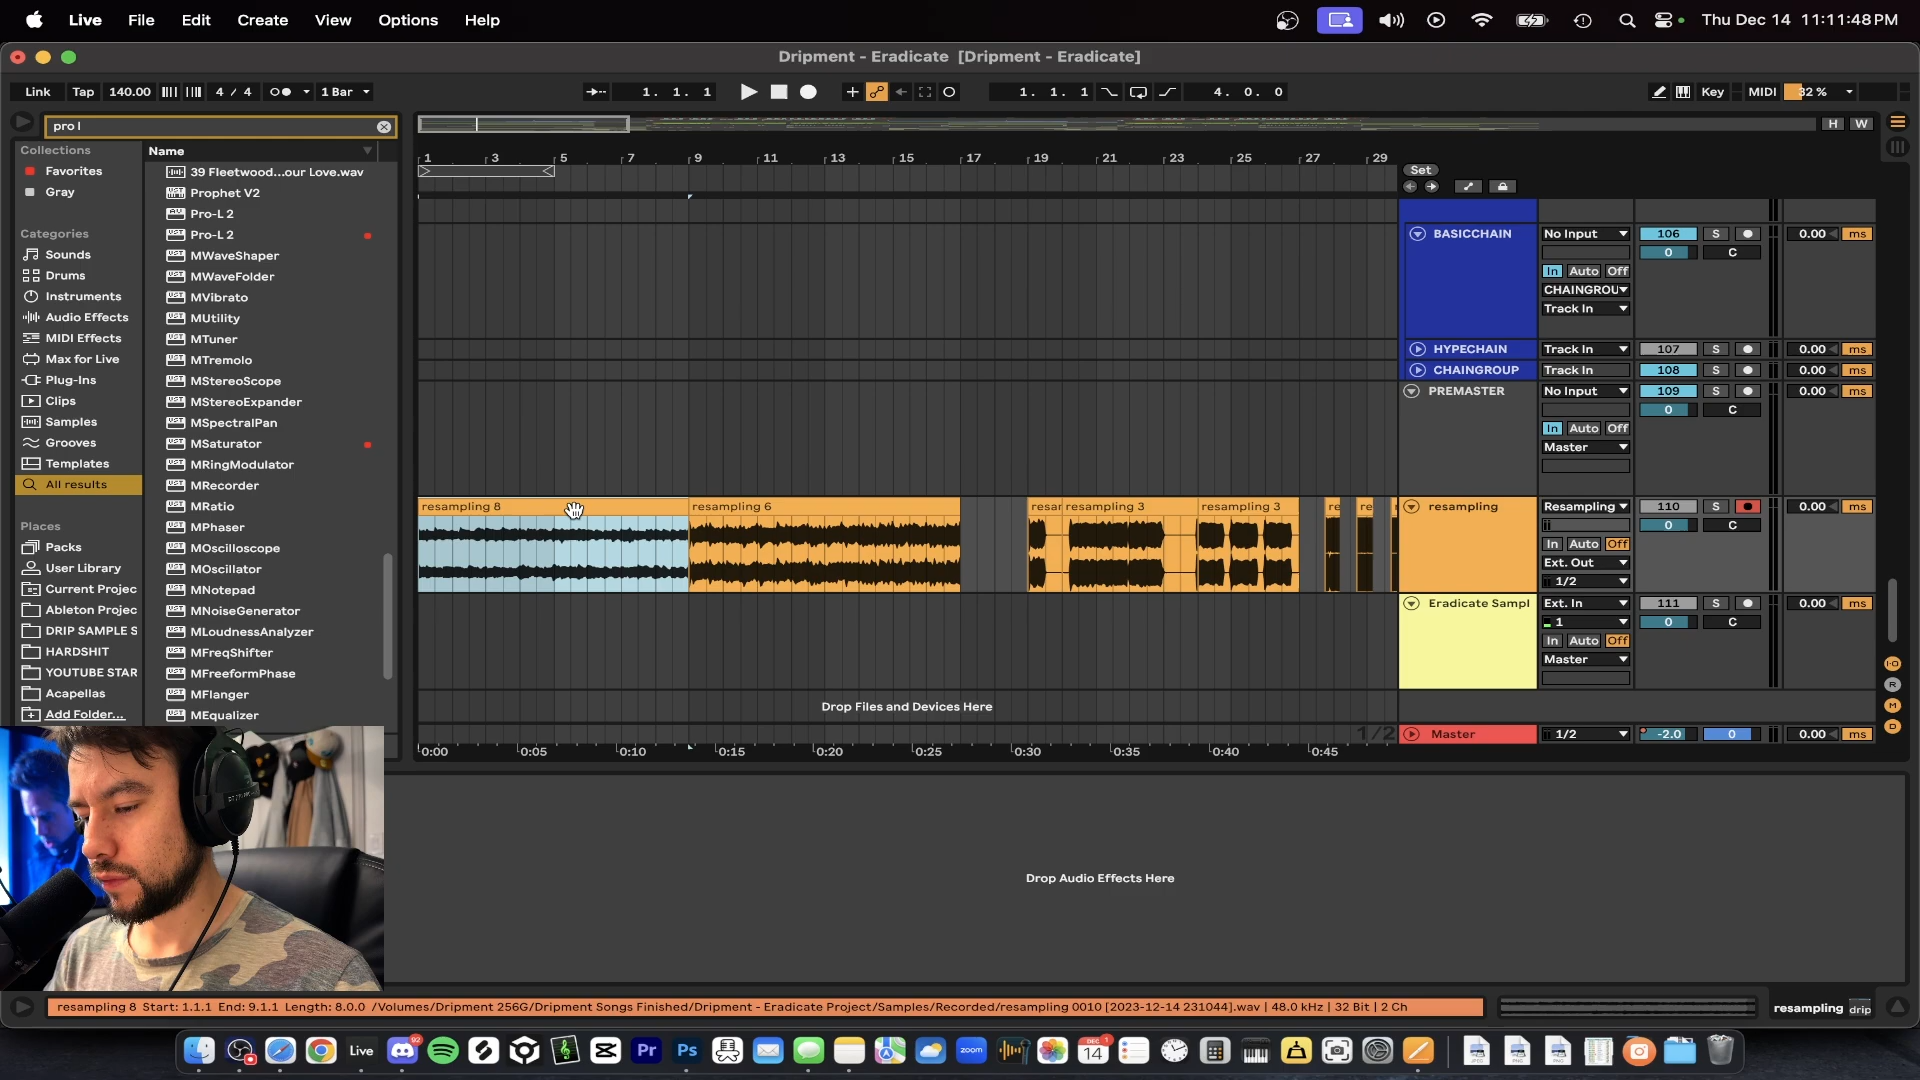 Live File Edit Create View Options Help
Thu Dec 14 11:11:48 PM
Dripment - Eradicate [Dripment - Eradicate]
Link Tap 140.00 4 / 4 1 Bar
1. 1. 1
1. 1. 1
4. 0. 0
Key MIDI 32 %
pro l
H W
Collections
Favorites
Gray
Categories
Sounds
Drums
Instruments
Audio Effects
MIDI Effects
Max for Live
Plug-Ins
Clips
Samples
Grooves
Templates
All results
Places
Packs
User Library
Current Projec
Ableton Projec
DRIP SAMPLE S
HARDSHIT
YOUTUBE STAR
Acapellas
Add Folder...
Name
39 Fleetwood...our Love.wav
Prophet V2
Pro-L 2
Pro-L 2
MWaveShaper
MWaveFolder
MVibrato
MUtility
MTuner
MTremolo
MStereoScope
MStereoExpander
MSpectralPan
MSaturator
MRingModulator
MRecorder
MRatio
MPhaser
MOscilloscope
MOscillator
MNotepad
MNoiseGenerator
MLoudnessAnalyzer
MFreqShifter
MFreeformPhase
MFlanger
MEqualizer
1 3 5 7 9 11 13 15 17 19 21 23 25 27 29
Set
BASICCHAIN No Input 106 S 0.00 ms
0 C
In Auto Off
CHAINGROU
Track In
HYPECHAIN Track In 107 S 0.00 ms
CHAINGROUP Track In 108 S 0.00 ms
PREMASTER No Input 109 S 0.00 ms
0 C
In Auto Off
Master
resampling 8 resampling 6 resar resampling 3 resampling 3 re re
resampling Resampling 110 S 0.00 ms
0 C
In Auto Off
Ext. Out
1/2
Eradicate Sampl Ext. In 111 S 0.00 ms
1 0 C
In Auto Off
Master
Drop Files and Devices Here
1/2 Master 1/2 -2.0 0 0.00 ms
0:00 0:05 0:10 0:15 0:20 0:25 0:30 0:35 0:40 0:45
I·O
R
M
D
Drop Audio Effects Here
resampling 8 Start: 1.1.1 End: 9.1.1 Length: 8.0.0 /Volumes/Dripment 256G/Dripment Songs Finished/Dripment - Eradicate Project/Samples/Recorded/resampling 0010 [2023-12-14 231044].wav | 48.0 kHz | 32 Bit | 2 Ch
resampling drip
Live 92 Pr Ps zoom DEC 14 1